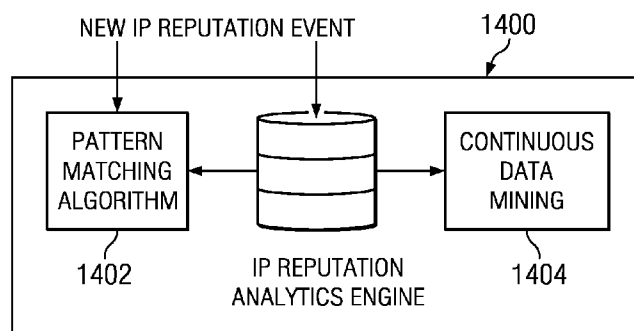 NEW IP REPUTATION EVENT
1400
PATTERN
MATCHING
ALGORITHM
CONTINUOUS
DATA
MINING
1402
IP REPUTATION
ANALYTICS ENGINE
1404